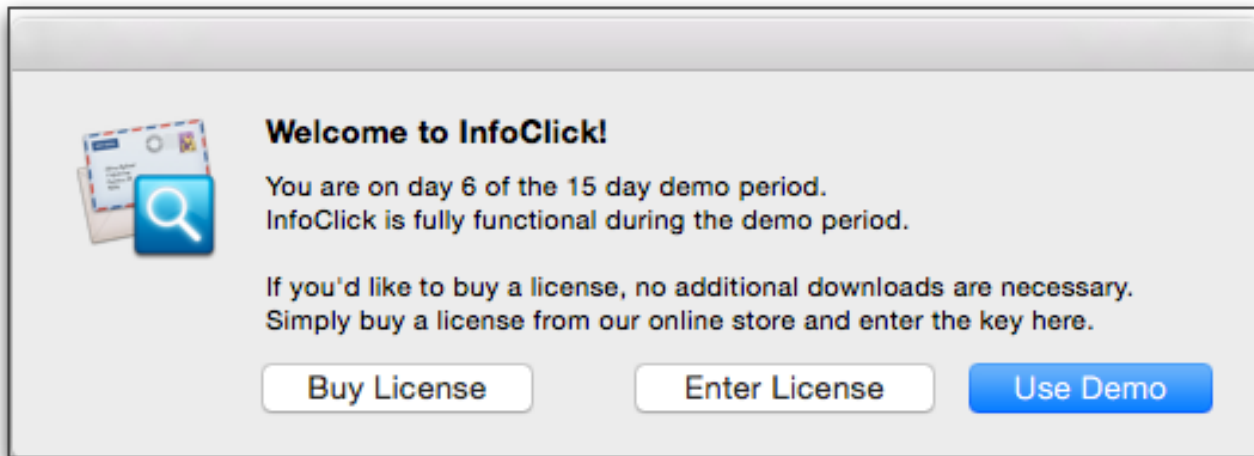 Welcome to InfoClick!
You are on day 6 of the 15 day demo period.
InfoClick is fully functional during the demo period.
If you'd like to buy a license, no additional downloads are necessary.
Simply buy a license from our online store and enter the key here.
Buy License
Enter License
Use Demo